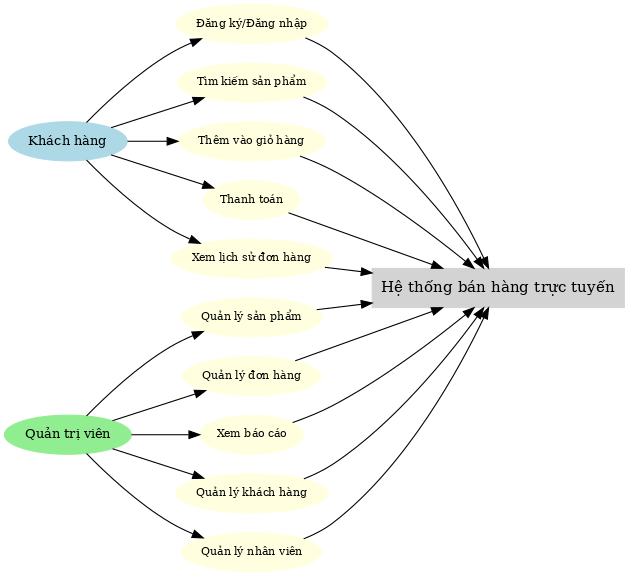 Đăng ký/Đăng nhập
Tìm kiếm sản phẩm
Khách hàng
Thêm vào giỏ hàng
Thanh toán
Xem lịch sử đơn hàng
Hệ thống bán hàng trực tuyến
Quản lý sản phẩm
Quản lý đơn hàng
Quản trị viên
Xem báo cáo
Quản lý khách hàng
Quản lý nhân viên